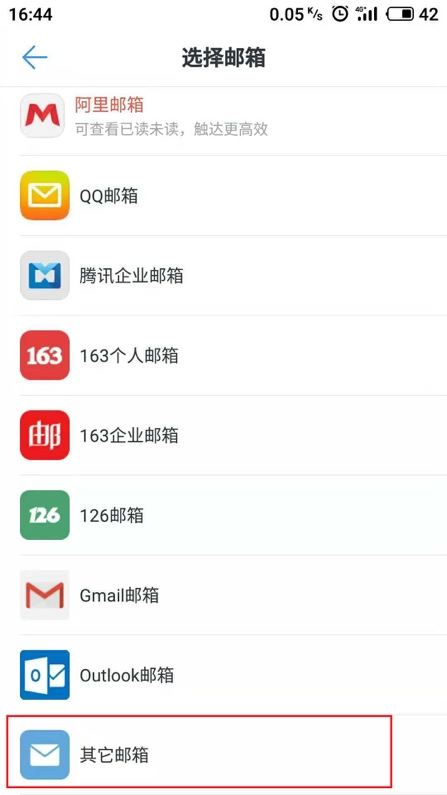 16:44
0.05 K/s 4G 42
选择邮箱
阿里邮箱
可查看已读未读，触达更高效
QQ邮箱
腾讯企业邮箱
163
163个人邮箱
邮
163企业邮箱
126
126邮箱
Gmail邮箱
Outlook邮箱
其它邮箱